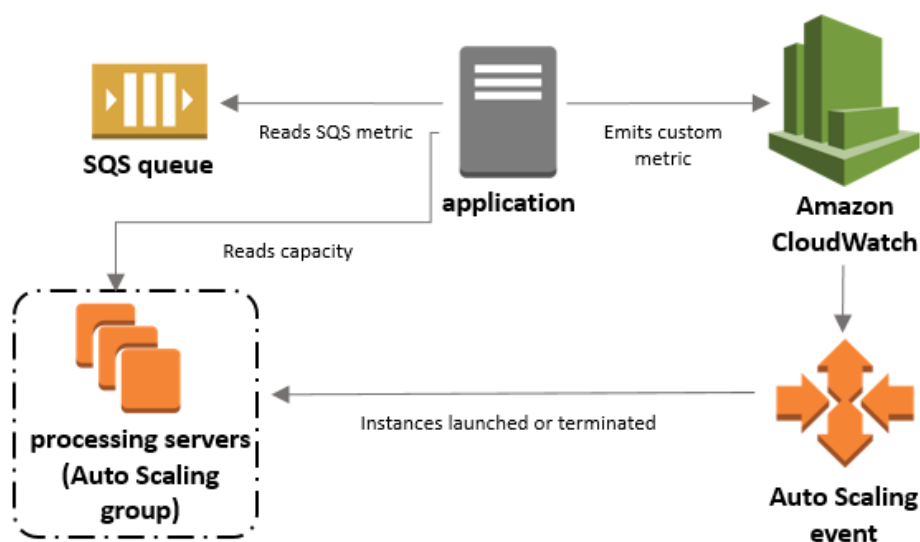 Reads SQS metric
Emits custom
metric
SQS queue
application
Amazon
CloudWatch
Reads capacity
Instances launched or terminated
processing servers
(Auto Scaling
group)
Auto Scaling
event